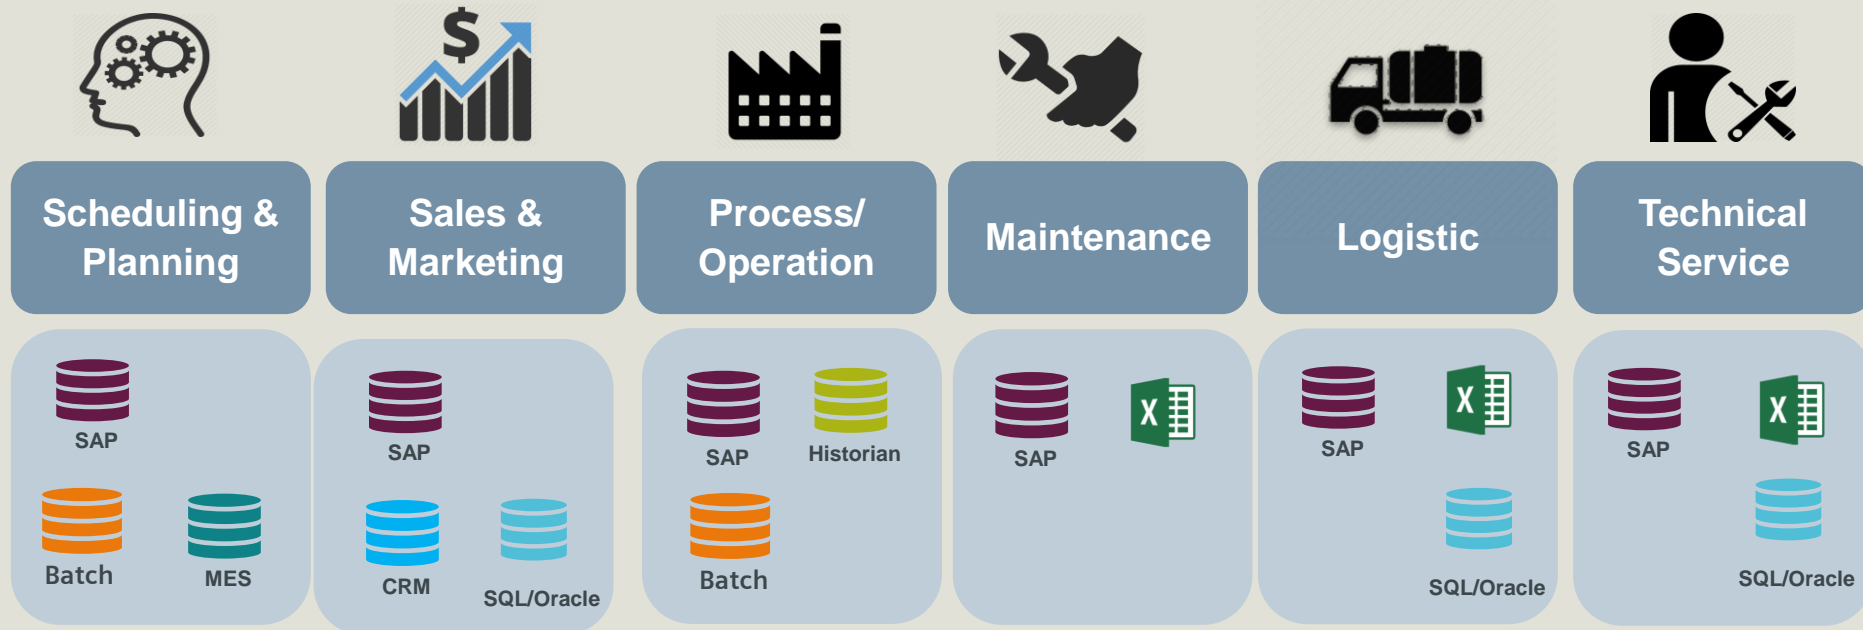 $
Scheduling &
Planning
Sales &
Marketing
Process/
Operation
Maintenance
Logistic
Technical
Service
SAP
Batch
MES
SAP
CRM
SQL/Oracle
SAP
Historian
Batch
SAP
X
SAP
X
SQL/Oracle
SAP
X
SQL/Oracle